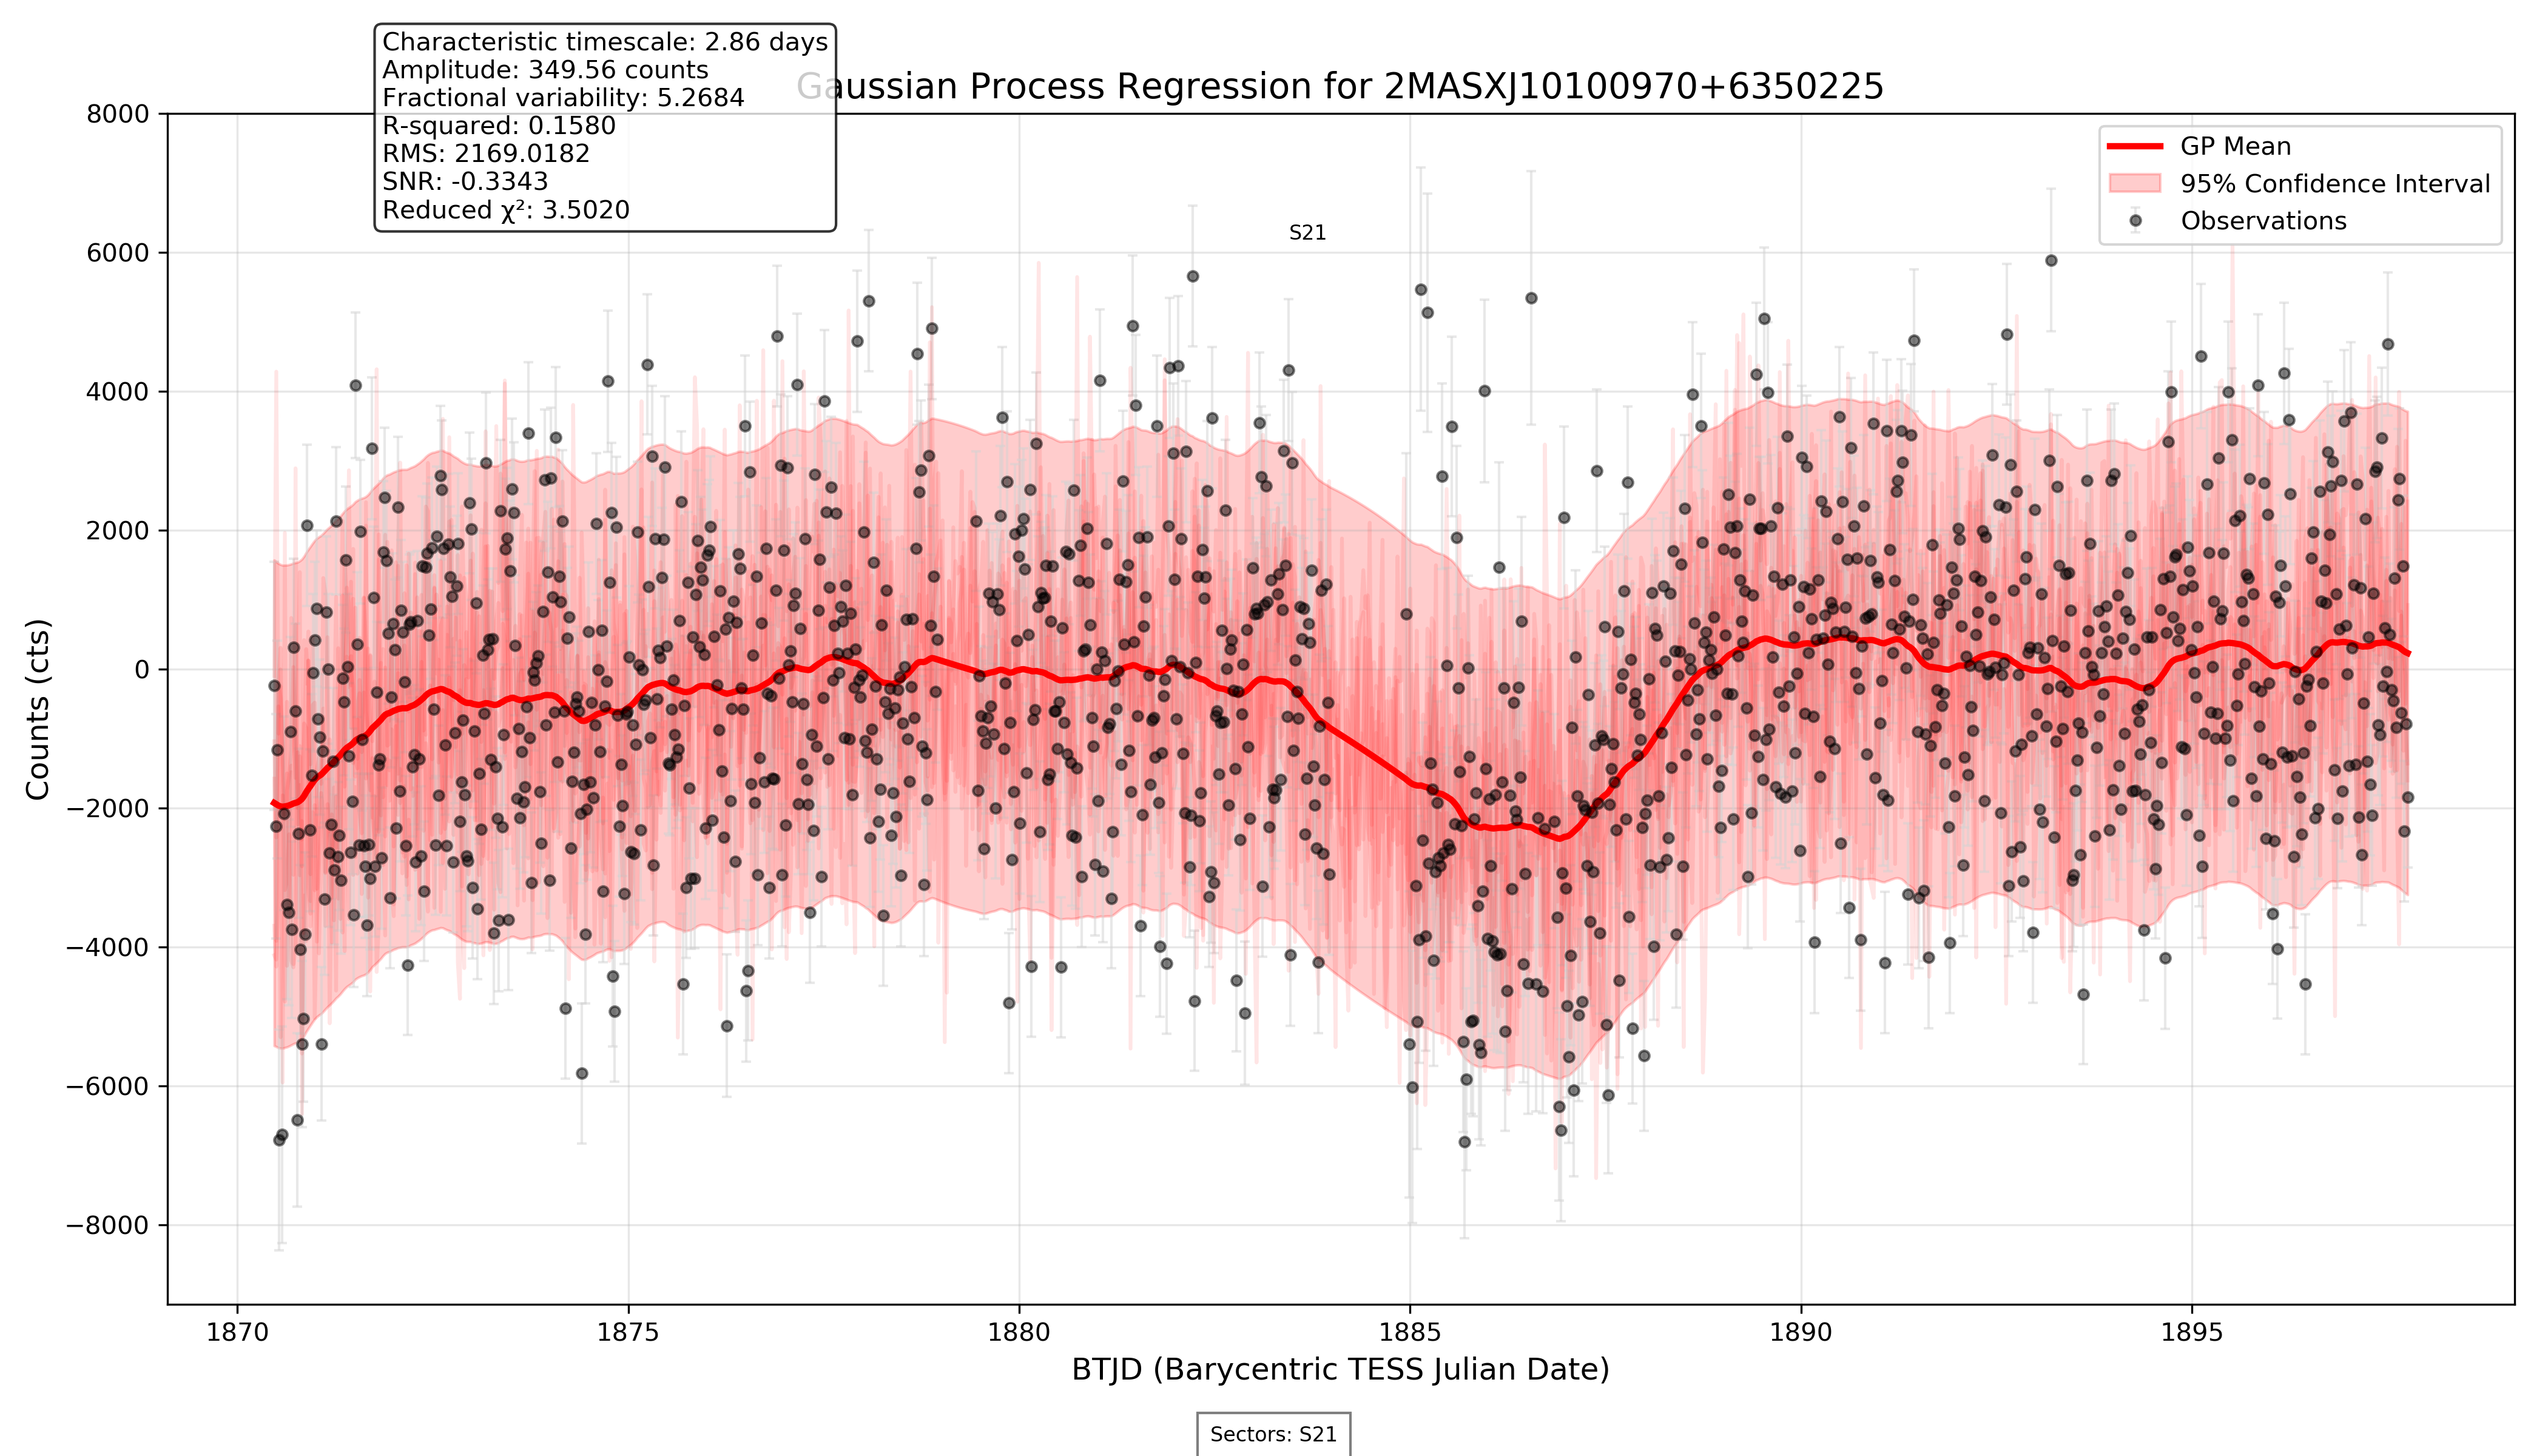 Characteristic timescale: 2.86 days
Amplitude: 349.56 counts
Fractional variability: 5.2684
R-squared: 0.1580
RMS: 2169.0182
SNR: -0.3343
Reduced χ²: 3.5020
Gaussian Process Regression for 2MASXJ10100970+6350225
GP Mean
95% Confidence Interval
Observations
S21
8000
6000
4000
2000
0
−2000
−4000
−6000
−8000
Counts (cts)
1870 1875 1880 1885 1890 1895
BTJD (Barycentric TESS Julian Date)
Sectors: S21